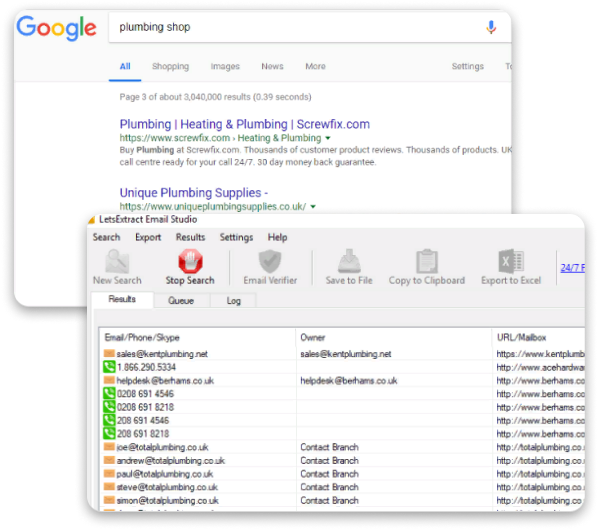 Google plumbing shop
All Shopping Images News More Settings To
Page 3 of about 3,040,000 results (0.39 seconds)
Plumbing | Heating & Plumbing | Screwfix.com
https://www.screwfix.com › Heating & Plumbing
Buy Plumbing at Screwfix.com. Thousands of customer product reviews. Thousands of products. UK
call centre ready for your call 24/7. 30 day money back guarantee.
Unique Plumbing Supplies -
https://www.uniqueplumbingsupplies.co.uk/
LetsExtract Email Studio
Search Export Results Settings Help
New Search Stop Search Email Verifier Save to File Copy to Clipboard Export to Excel 24/7 F
Results Queue Log
Email/Phone/Skype Owner URL/Mailbox
sales@kentplumbing.net sales@kentplumbing.net https://www.kentplumb
1.866.290.5334 http://www.acehardwa
helpdesk@berhams.co.uk helpdesk@berhams.co.uk http://www.berhams.co
0208 691 4546 http://www.berhams.co
0208 691 8218 http://www.berhams.co
208 691 4546 http://www.berhams.co
208 691 8218 http://www.berhams.co
joe@totalplumbing.co.uk Contact Branch http://totalplumbing.co.
andrew@totalplumbing.co.uk Contact Branch http://totalplumbing.co.
paul@totalplumbing.co.uk Contact Branch http://totalplumbing.co.
steve@totalplumbing.co.uk Contact Branch http://totalplumbing.co.
simon@totalplumbing.co.uk Contact Branch http://totalplumbing.co.